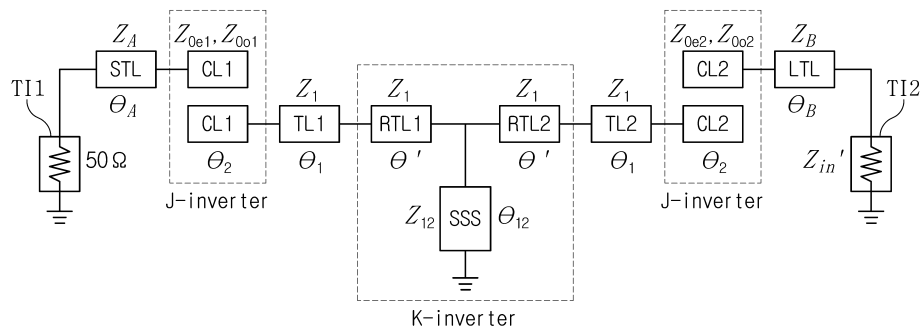 Z_A Z_0e1, Z_0o1 Z_0e2, Z_0o2 Z_B
STL CL1 CL2 LTL
TI1 Θ_A Z_1 Z_1 Z_1 Z_1 Θ_B TI2
CL1 TL1 RTL1 RTL2 TL2 CL2
50Ω Θ_2 Θ_1 Θ' Θ' Θ_1 Θ_2 Z_in'
J-inverter Z_12 SSS Θ_12 J-inverter
K-inverter